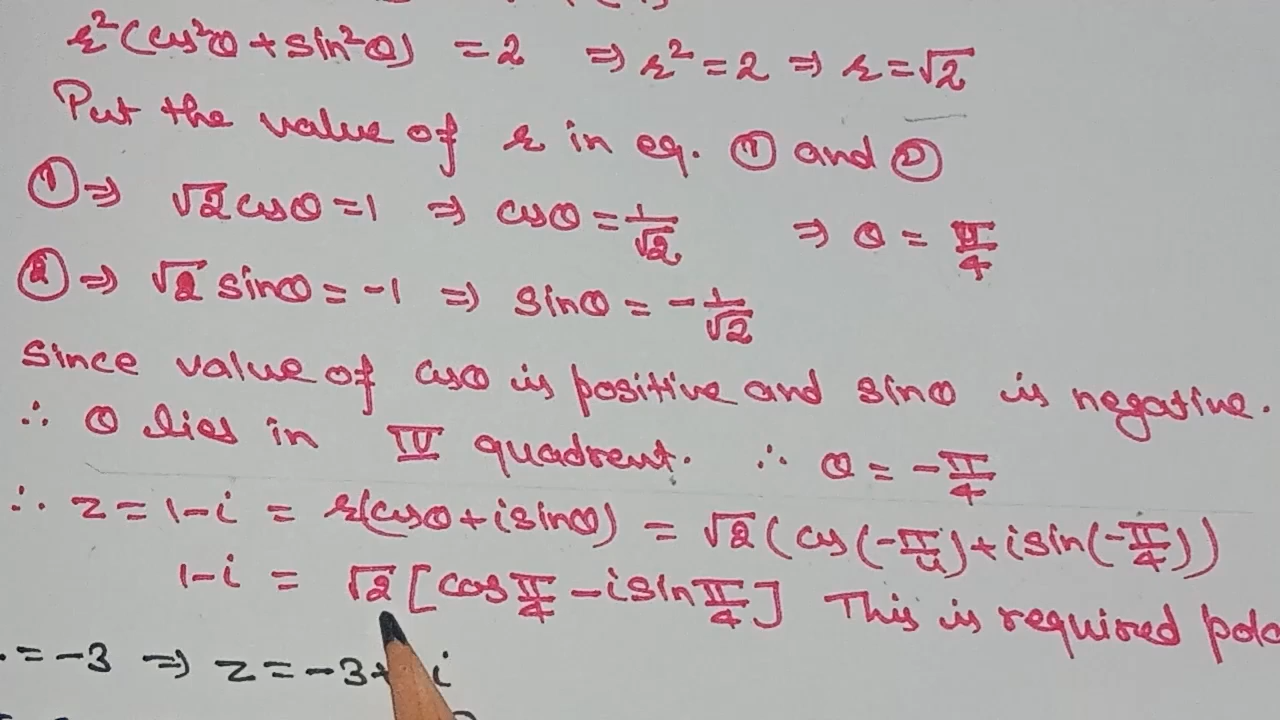 r²(cos²θ + sin²θ) = 2 ⇒ r² = 2 ⇒ r = √2
Put the value of r in eq. ① and ②
① ⇒ √2 cosθ = 1 ⇒ cosθ = 1/√2 ⇒ θ = π/4
② ⇒ √2 sinθ = -1 ⇒ sinθ = -1/√2
Since value of cosθ is positive and sinθ is negative.
∴ θ lies in IV quadrent. ∴ θ = -π/4
∴ z = 1-i = r(cosθ + i sinθ) = √2(cos(-π/4) + i sin(-π/4))
1-i = √2[cos π/4 - i sin π/4] This is required
= -3 ⇒ z = -3+ i